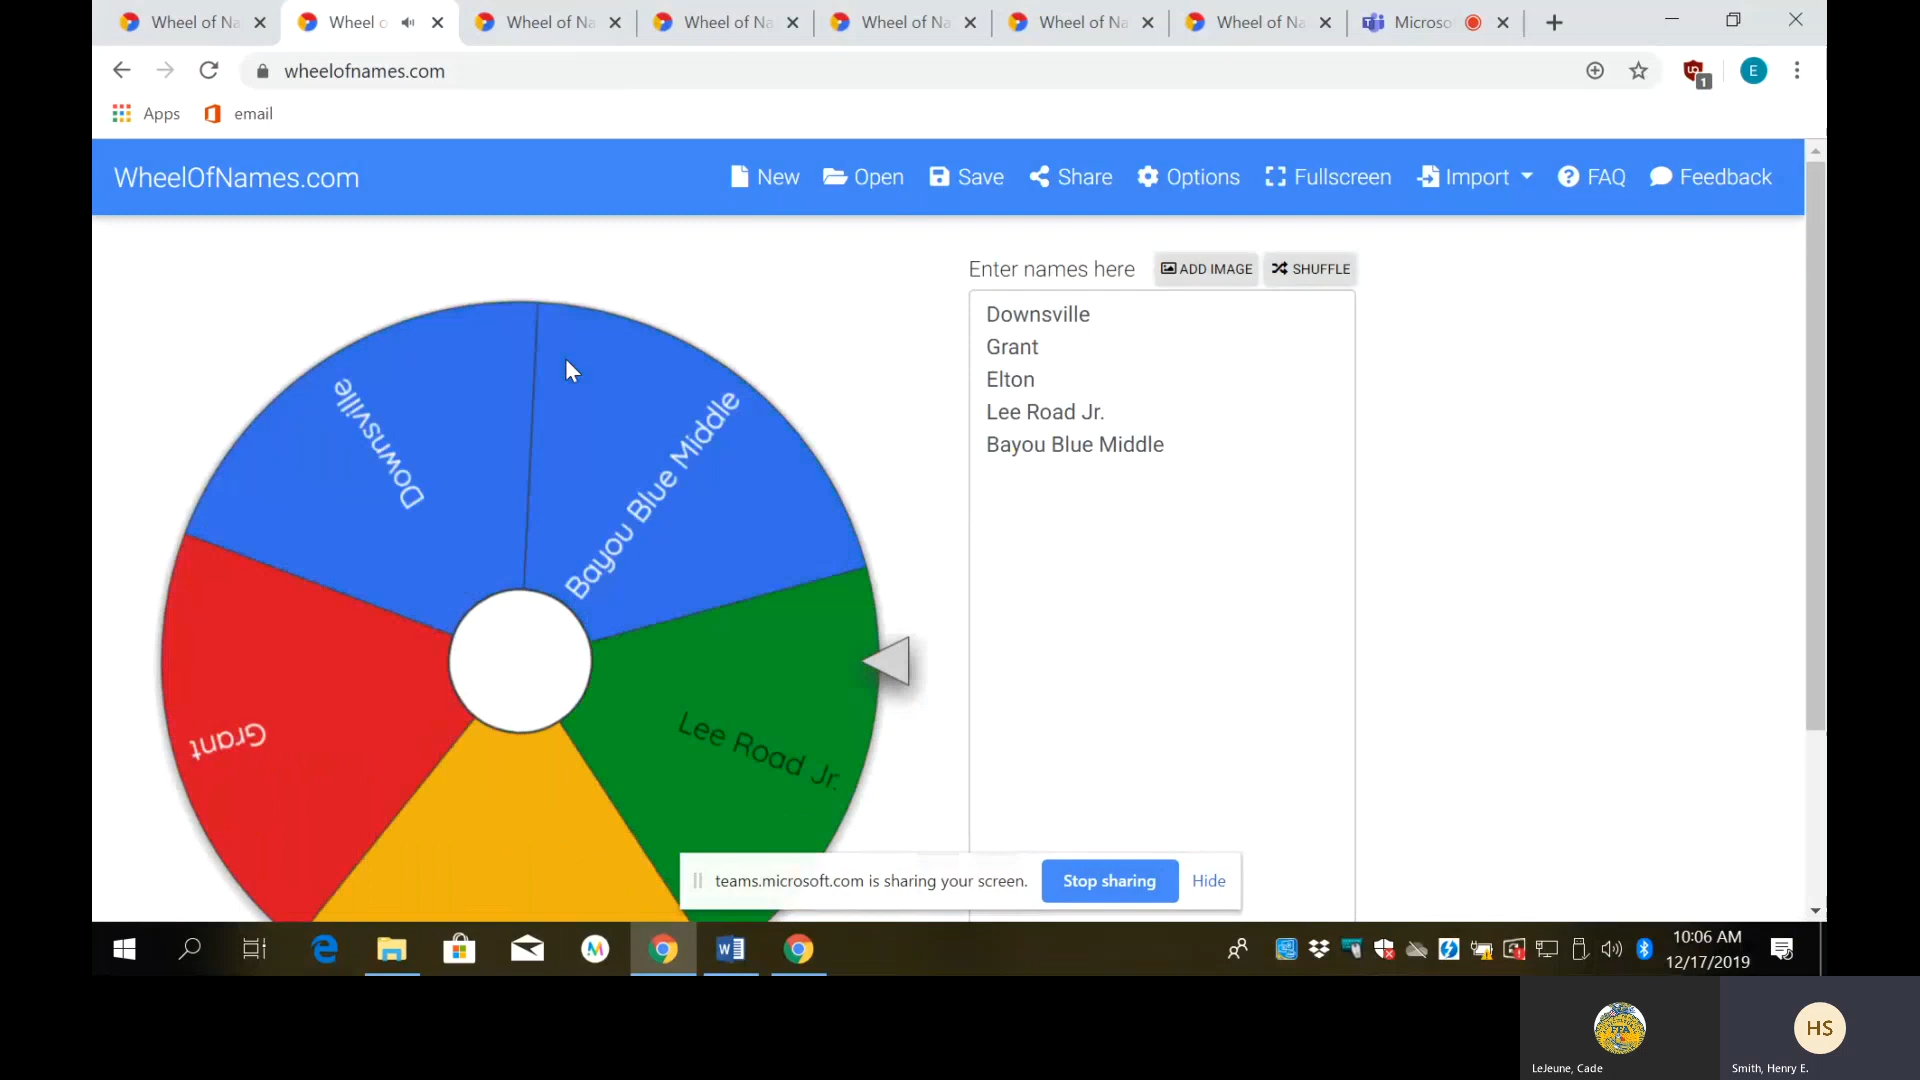 Wheel of Na
Wheel o
Wheel of Na
Wheel of Na
Wheel of Na
Wheel of Na
Wheel of Na
Microso
wheelofnames.com
1
E
Apps
email
WheelOfNames.com
New
Open
Save
Share
Options
Fullscreen
Import
FAQ
Feedback
Enter names here
ADD IMAGE
SHUFFLE
Downsville
Grant
Elton
Lee Road Jr.
Bayou Blue Middle
Downsville
Bayou Blue Middle
Grant
Lee Road Jr.
teams.microsoft.com is sharing your screen.
Stop sharing
Hide
10:06 AM
12/17/2019
FFA
HS
LeJeune, Cade
Smith, Henry E.